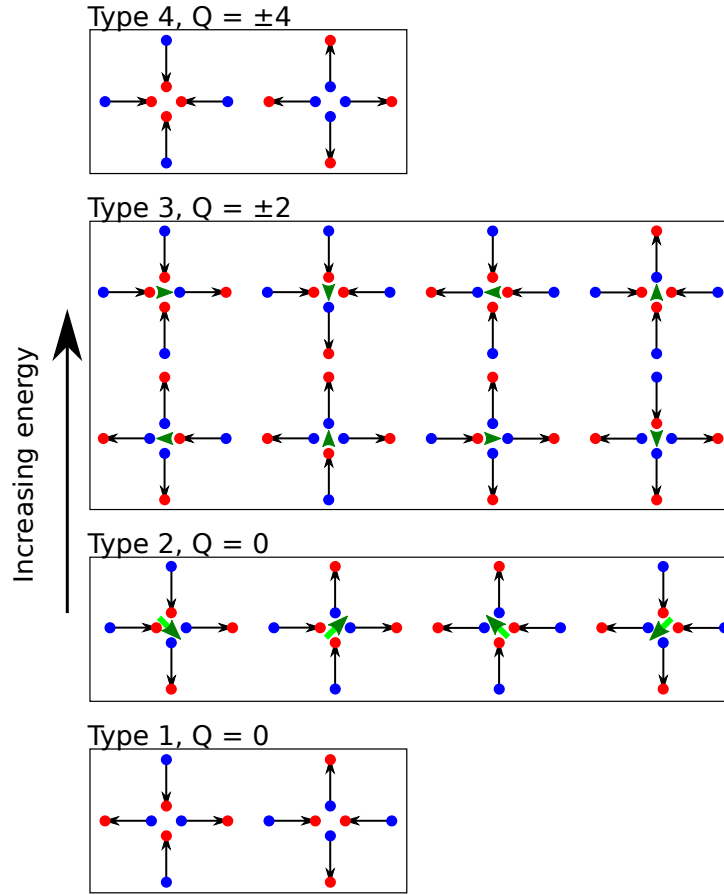 Type 4, Q = ±4
Type 3, Q = ±2
Increasing energy
Type 2, Q = 0
Type 1, Q = 0